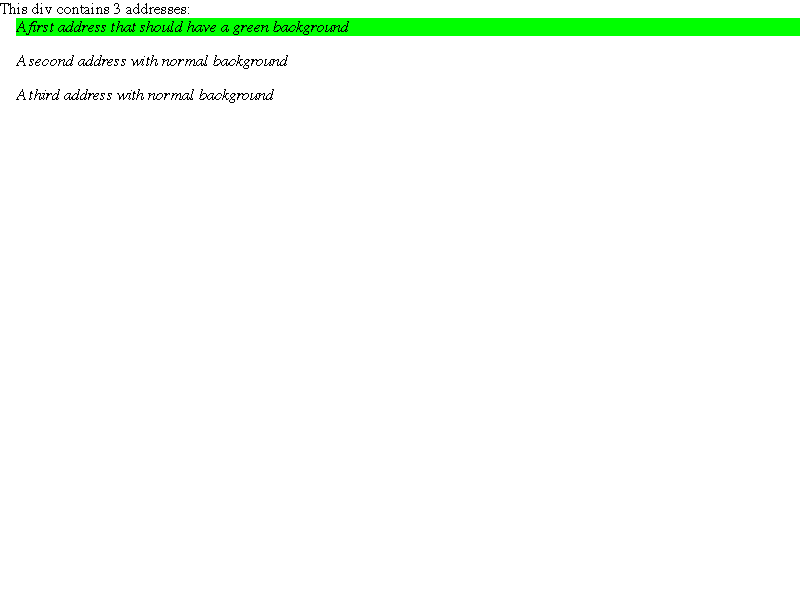 This div contains 3 addresses:
A first address that should have a green background
A second address with normal background
A third address with normal background